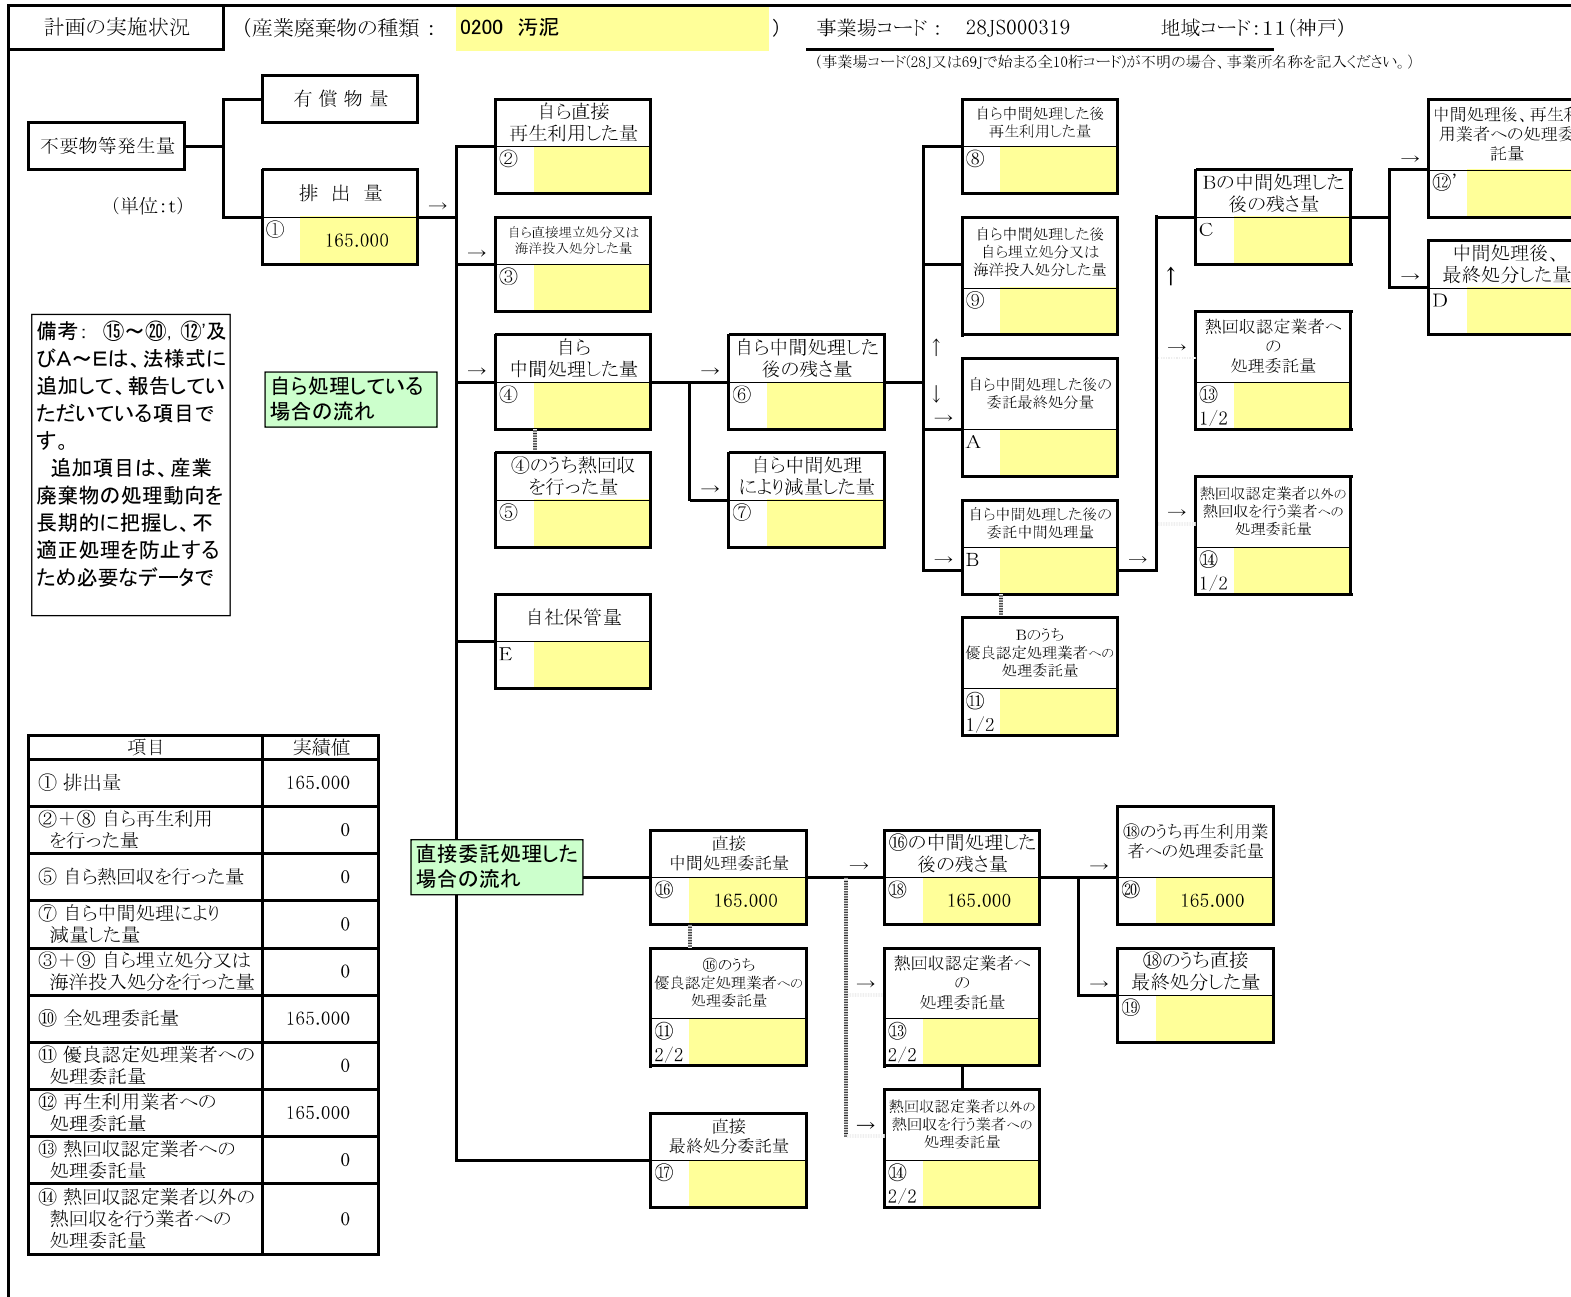 計画の実施状況 (産業廃棄物の種類： 0200 汚泥 ) 事業場コード： 28JS000319 地域コード：11(神戸)
(事業場コード(28J又は69Jで始まる全10桁コード)が不明の場合、事業所名称を記入ください。)
不要物等発生量
(単位：t)
有償物量
排出量
① 165.000
→
自ら直接
再生利用した量
②
→
自ら直接埋立処分又は
海洋投入処分した量
③
→
自ら
中間処理した量
④
④のうち熱回収
を行った量
⑤
自社保管量
E
→
自ら中間処理した
後の残さ量
⑥
→
自ら中間処理
により減量した量
⑦
自ら中間処理した後
再生利用した量
⑧
自ら中間処理した後
自ら埋立処分又は
海洋投入処分した量
⑨
↑
↓
→
自ら中間処理した後の
委託最終処分量
A
→
自ら中間処理した後の
委託中間処理量
B
Bのうち
優良認定処理業者への
処理委託量
⑪
1/2
→
↑
Bの中間処理した
後の残さ量
C
→
熱回収認定業者へ
の
処理委託量
⑬
1/2
→
熱回収認定業者以外の
熱回収を行う業者への
処理委託量
⑭
1/2
→
中間処理後、再生利
用業者への処理委
託量
⑫'
→
中間処理後、
最終処分した量
D
備考： ⑮～⑳, ⑫'及
びA～Eは、法様式に
追加して、報告してい
ただいている項目で
す。
追加項目は、産業
廃棄物の処理動向を
長期的に把握し、不
適正処理を防止する
ため必要なデータで
自ら処理している
場合の流れ
項目 実績値
① 排出量 165.000
②＋⑧ 自ら再生利用
を行った量 0
⑤ 自ら熱回収を行った量 0
⑦ 自ら中間処理により
減量した量 0
③＋⑨ 自ら埋立処分又は
海洋投入処分を行った量 0
⑩ 全処理委託量 165.000
⑪ 優良認定処理業者への
処理委託量 0
⑫ 再生利用業者への
処理委託量 165.000
⑬ 熱回収認定業者への
処理委託量 0
⑭ 熱回収認定業者以外の
熱回収を行う業者への
処理委託量 0
直接委託処理した
場合の流れ
直接
中間処理委託量
⑯ 165.000
⑯のうち
優良認定処理業者への
処理委託量
⑪
2/2
直接
最終処分委託量
⑰
→
⑯の中間処理した
後の残さ量
⑱ 165.000
→
熱回収認定業者へ
の
処理委託量
⑬
2/2
→
熱回収認定業者以外の
熱回収を行う業者への
処理委託量
⑭
2/2
→
⑱のうち再生利用業
者への処理委託量
⑳ 165.000
→
⑱のうち直接
最終処分した量
⑲